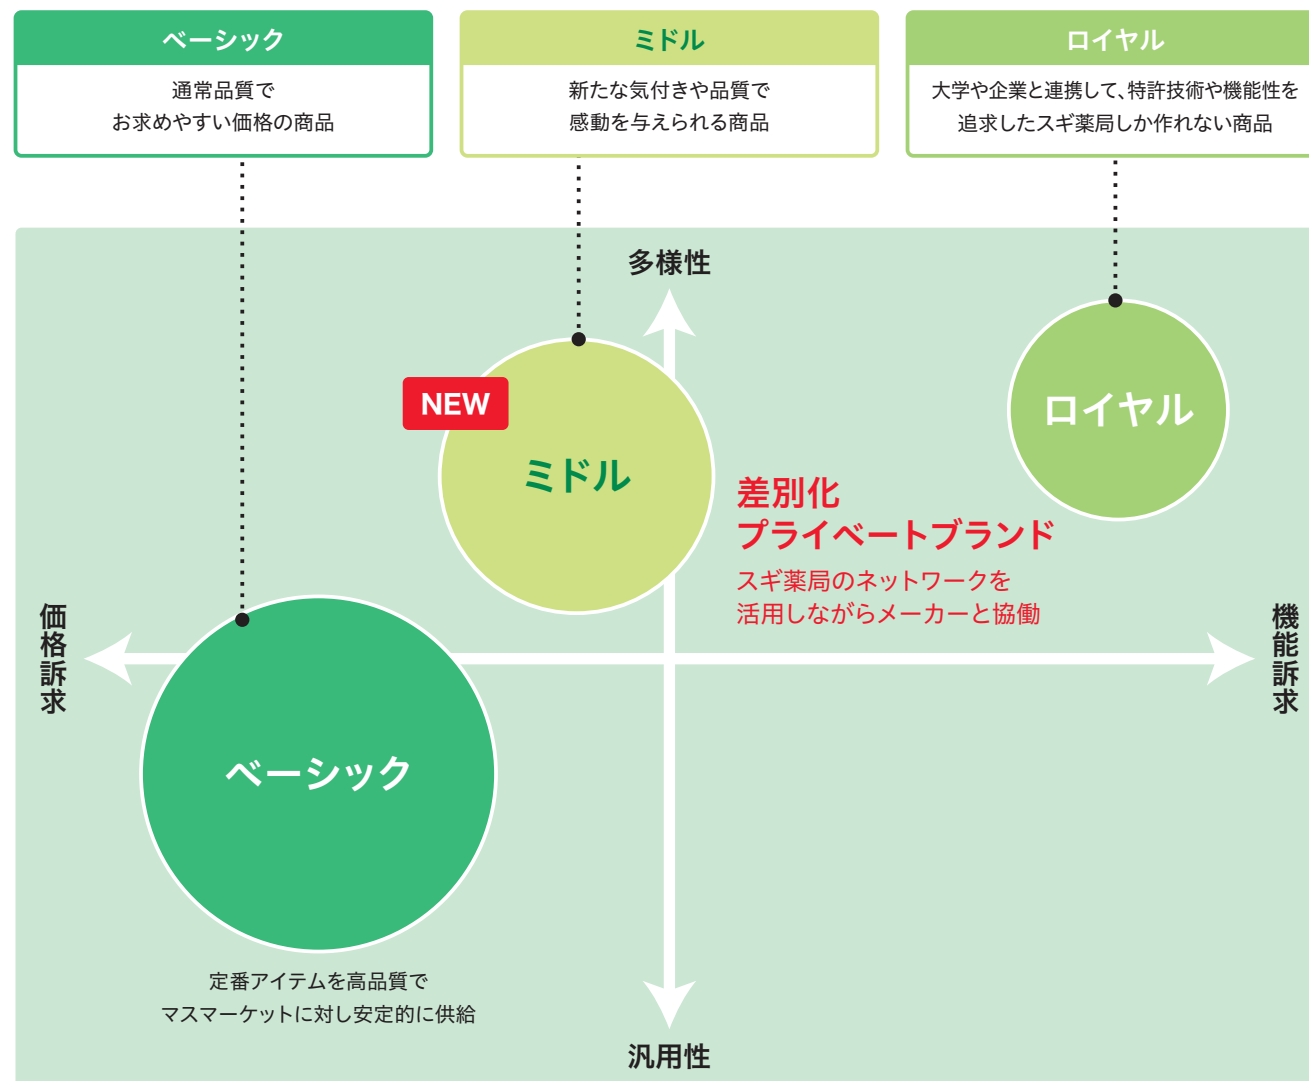 ベーシック
通常品質で
お求めやすい価格の商品
ミドル
新たな気付きや品質で
感動を与えられる商品
ロイヤル
大学や企業と連携して、特許技術や機能性を
追求したスギ薬局しか作れない商品
多様性
NEW
ミドル
ロイヤル
差別化
プライベートブランド
スギ薬局のネットワークを
活用しながらメーカーと協働
価格訴求
機能訴求
ベーシック
定番アイテムを高品質で
マスマーケットに対し安定的に供給
汎用性